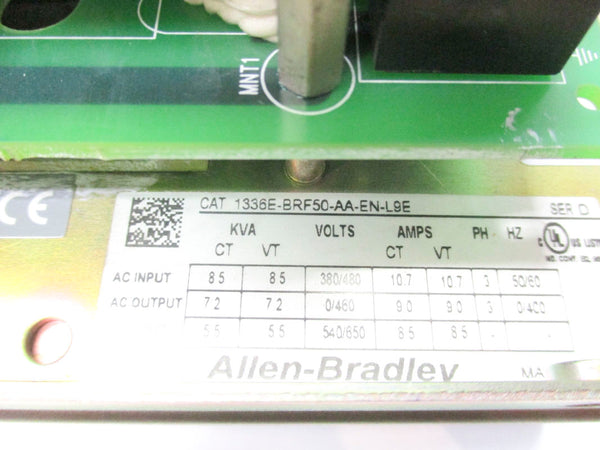 MNT1
CE
CAT 1336E-BRF50-AA-EN-L9E SER D
KVA VOLTS AMPS PH HZ
CT VT CT VT
C UL US LISTED
AC INPUT 8.5 8.5 380/480 10.7 10.7 3 50/60
AC OUTPUT 7.2 7.2 0/460 9.0 9.0 3 0/400
5.5 5.5 540/650 8.5 8.5 - -
Allen-Bradley